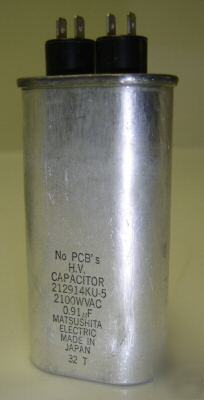 No PCB's
H.V.
CAPACITOR
212914KU-5
2100WVAC
0.91µF
MATSUSHITA
ELECTRIC
MADE IN
JAPAN
32 T